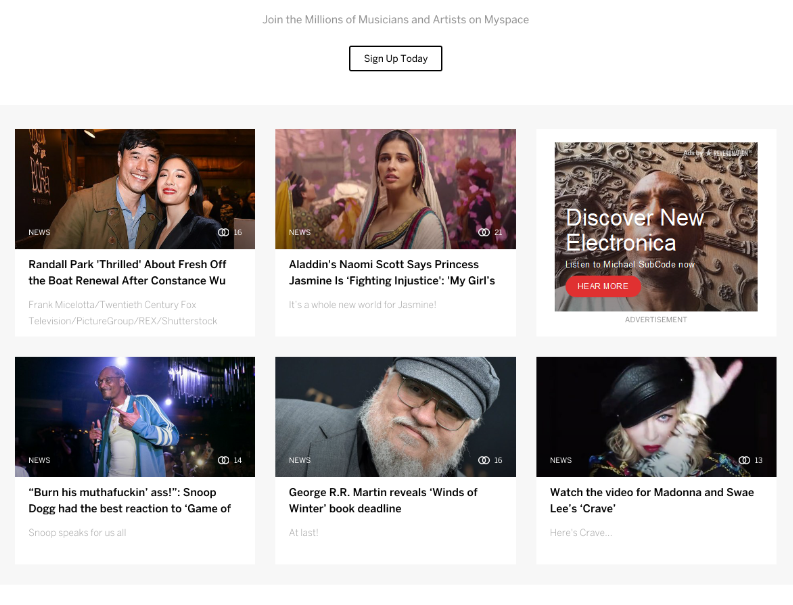 Join the Millions of Musicians and Artists on Myspace
Sign Up Today
NEWS
16
Randall Park 'Thrilled' About Fresh Off
the Boat Renewal After Constance Wu
Frank Micelotta/Twentieth Century Fox
Television/PictureGroup/REX/Shutterstock
NEWS
21
Aladdin's Naomi Scott Says Princess
Jasmine Is ‘Fighting Injustice’: 'My Girl's
It's a whole new world for Jasmine!
Ads by REVERBNATION
Discover New
Electronica
Listen to Michael SubCode now
HEAR MORE
ADVERTISEMENT
NEWS
14
“Burn his muthafuckin’ ass!”: Snoop
Dogg had the best reaction to ‘Game of
Snoop speaks for us all
NEWS
16
George R.R. Martin reveals ‘Winds of
Winter’ book deadline
At last!
NEWS
13
Watch the video for Madonna and Swae
Lee’s ‘Crave’
Here's Crave...